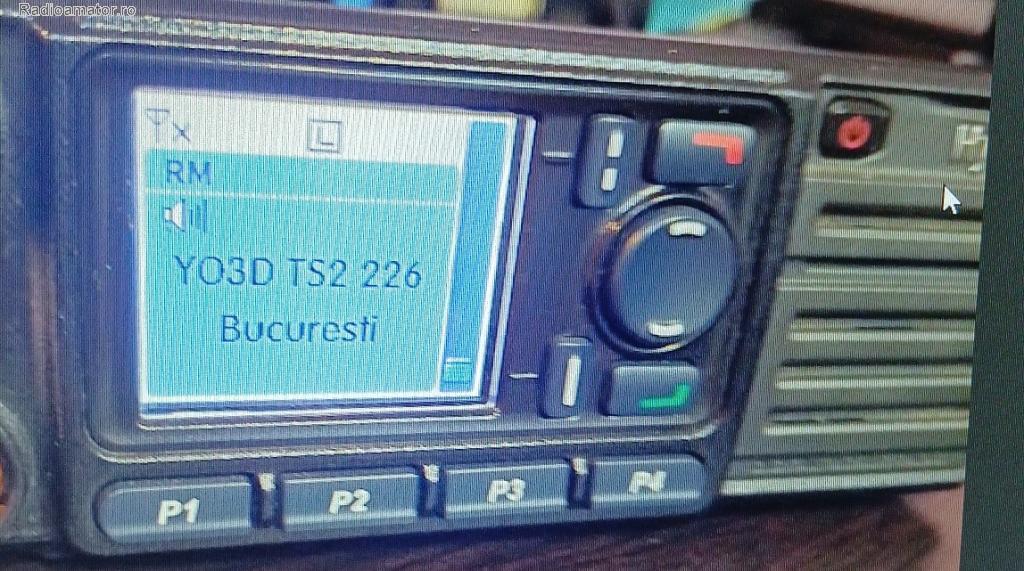 Radioamator.ro
L
RM
YO3D TS2 226
Bucuresti
P1 P2 P3 P4